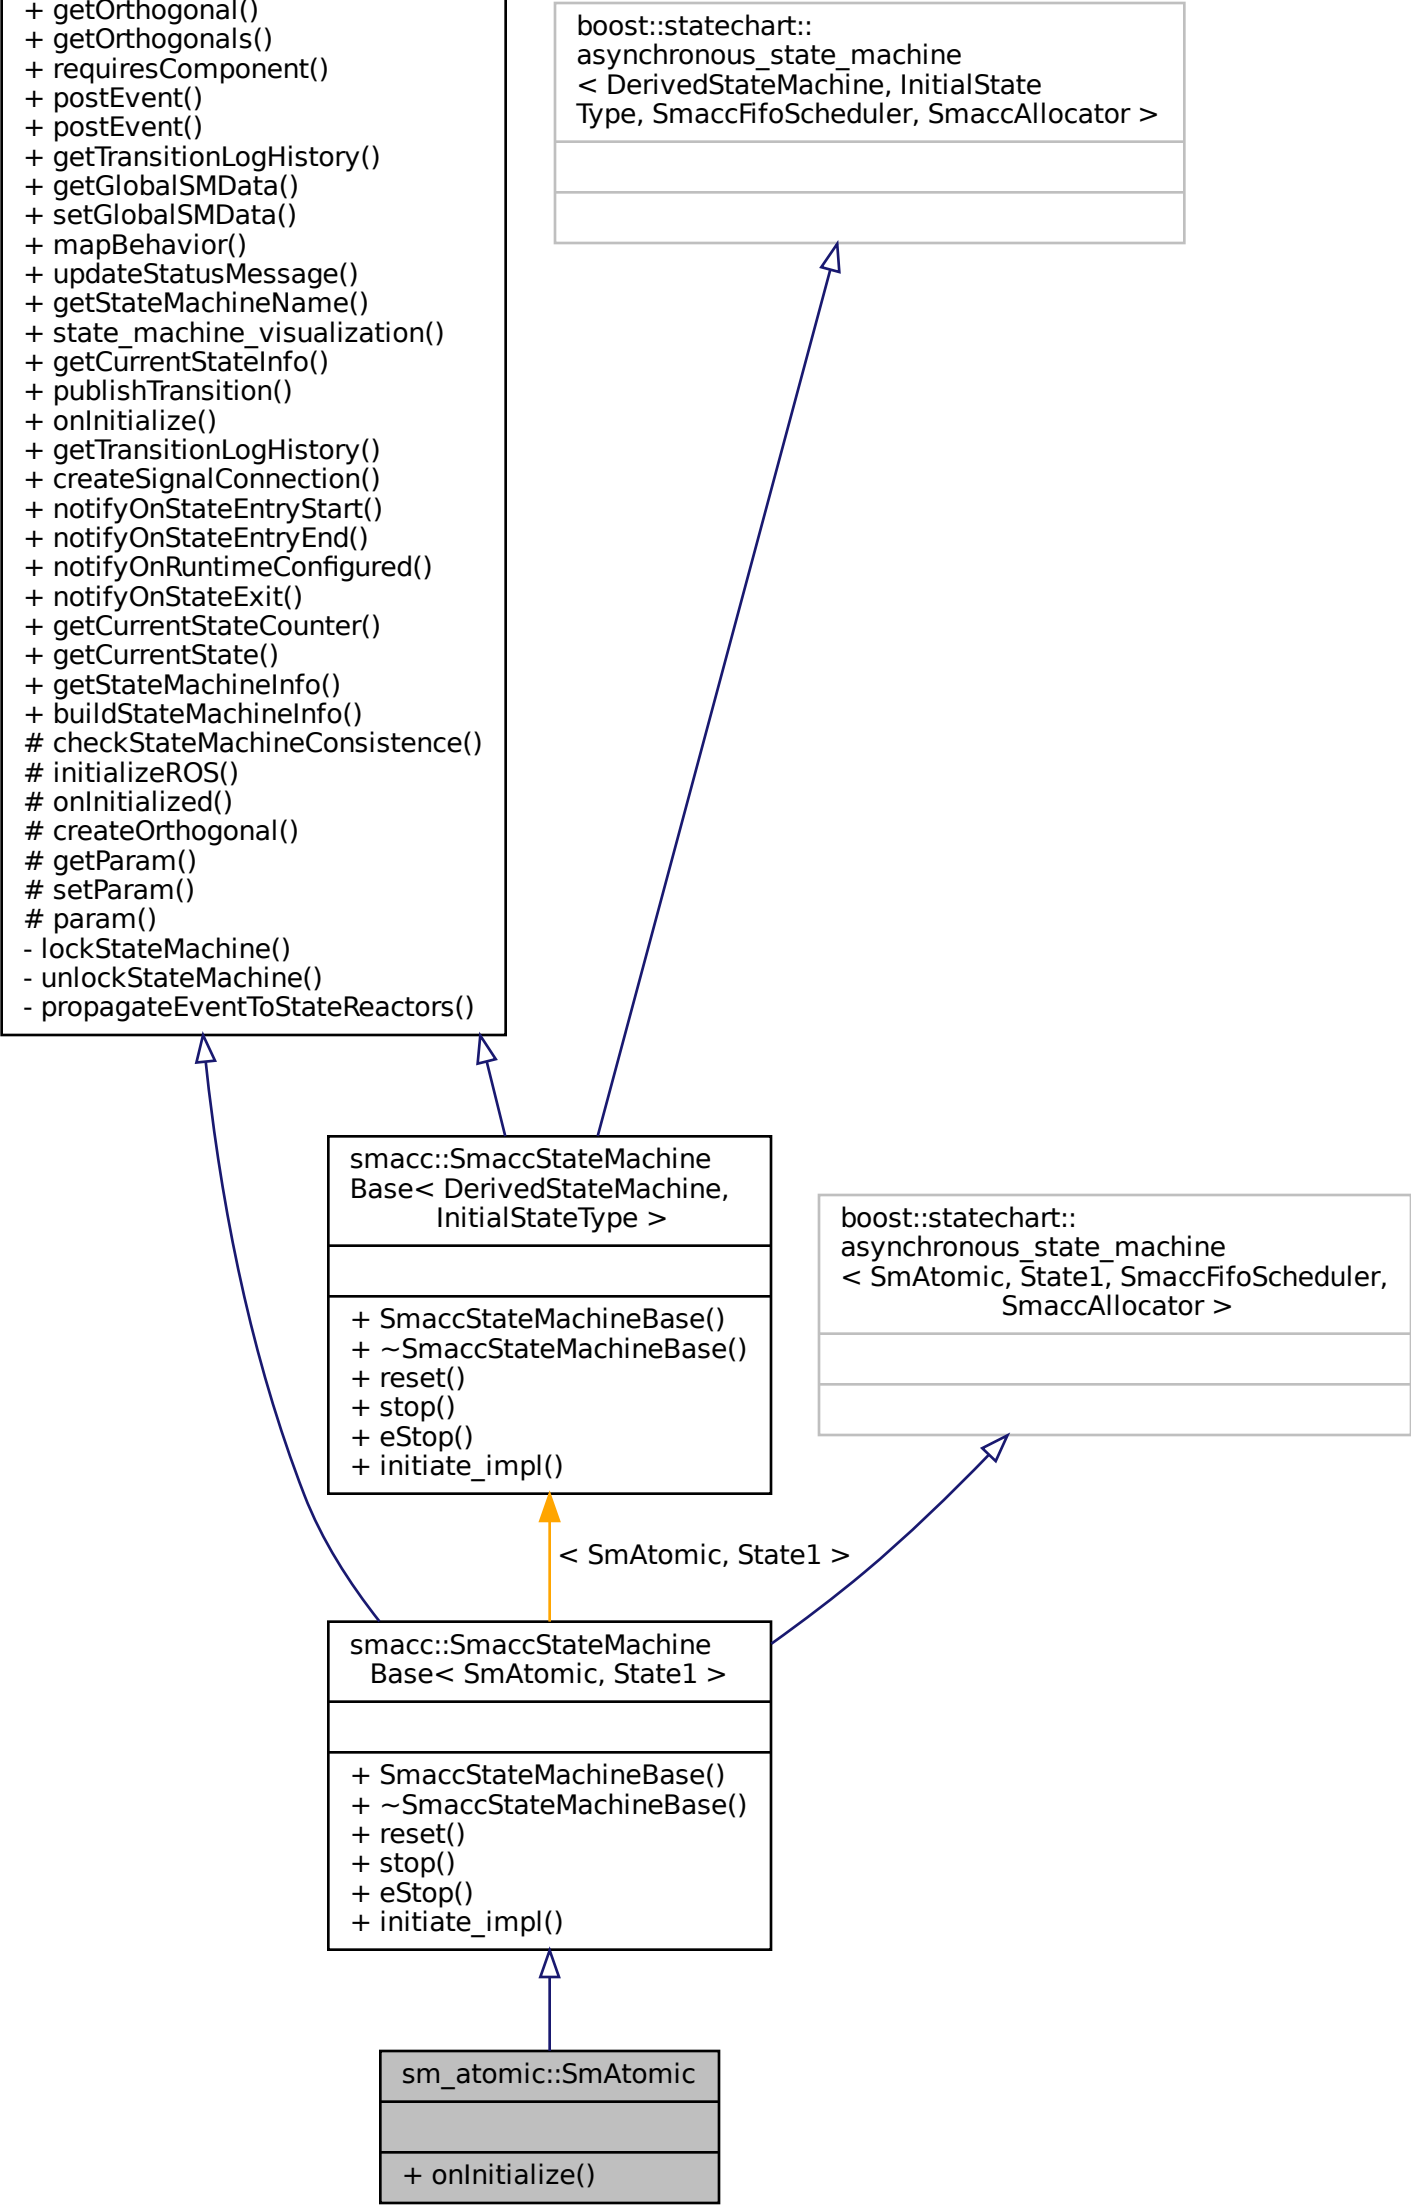 + getOrthogonal()
+ getOrthogonals()
+ requiresComponent()
+ postEvent()
+ postEvent()
+ getTransitionLogHistory()
+ getGlobalSMData()
+ setGlobalSMData()
+ mapBehavior()
+ updateStatusMessage()
+ getStateMachineName()
+ state_machine_visualization()
+ getCurrentStateInfo()
+ publishTransition()
+ onInitialize()
+ getTransitionLogHistory()
+ createSignalConnection()
+ notifyOnStateEntryStart()
+ notifyOnStateEntryEnd()
+ notifyOnRuntimeConfigured()
+ notifyOnStateExit()
+ getCurrentStateCounter()
+ getCurrentState()
+ getStateMachineInfo()
+ buildStateMachineInfo()
# checkStateMachineConsistence()
# initializeROS()
# onInitialized()
# createOrthogonal()
# getParam()
# setParam()
# param()
- lockStateMachine()
- unlockStateMachine()
- propagateEventToStateReactors()
boost::statechart::
asynchronous_state_machine
< DerivedStateMachine, InitialState
Type, SmaccFifoScheduler, SmaccAllocator >
smacc::SmaccStateMachine
Base< DerivedStateMachine,
InitialStateType >
+ SmaccStateMachineBase()
+ ~SmaccStateMachineBase()
+ reset()
+ stop()
+ eStop()
+ initiate_impl()
boost::statechart::
asynchronous_state_machine
< SmAtomic, State1, SmaccFifoScheduler,
SmaccAllocator >
< SmAtomic, State1 >
smacc::SmaccStateMachine
Base< SmAtomic, State1 >
+ SmaccStateMachineBase()
+ ~SmaccStateMachineBase()
+ reset()
+ stop()
+ eStop()
+ initiate_impl()
sm_atomic::SmAtomic
+ onInitialize()